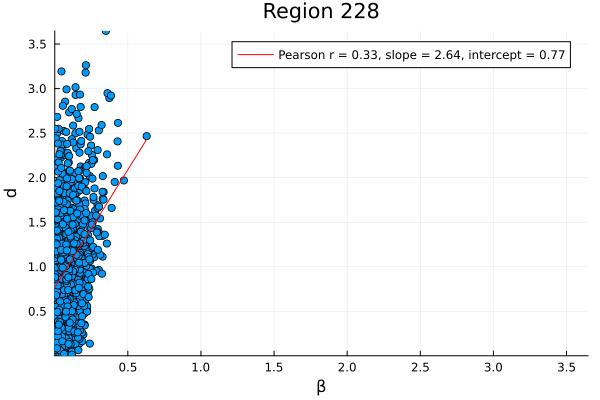 Region 228
Pearson r = 0.33, slope = 2.64, intercept = 0.77
3.5
3.0
2.5
2.0
1.5
1.0
0.5
d
0.5 1.0 1.5 2.0 2.5 3.0 3.5
β